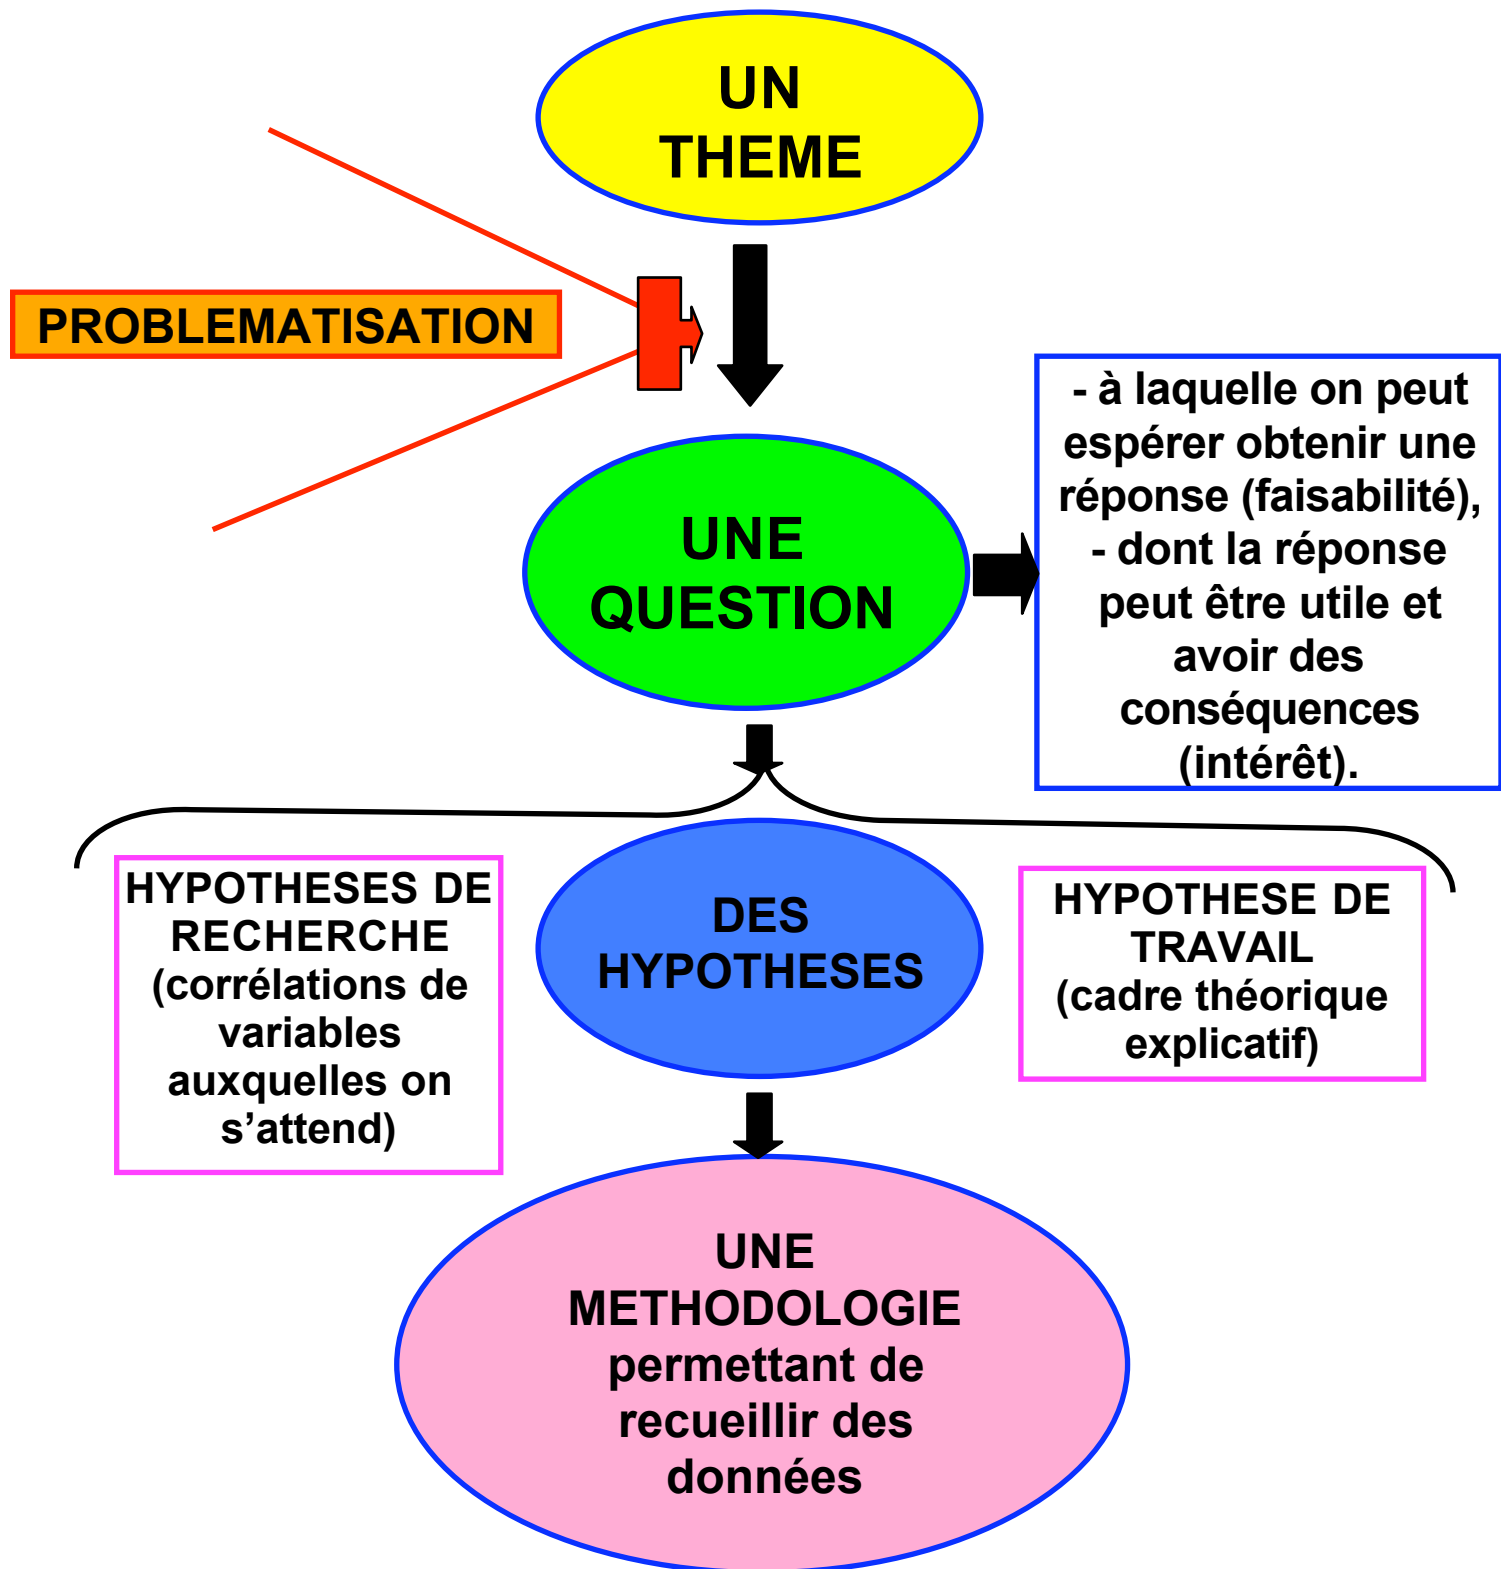 UN
THEME
PROBLEMATISATION
- à laquelle on peut
espérer obtenir une
réponse (faisabilité),
- dont la réponse
peut être utile et
avoir des
conséquences
(intérêt).
UNE
QUESTION
HYPOTHESES DE
RECHERCHE
(corrélations de
variables
auxquelles on
s’attend)
DES
HYPOTHESES
HYPOTHESE DE
TRAVAIL
(cadre théorique
explicatif)
UNE
METHODOLOGIE
permettant de
recueillir des
données